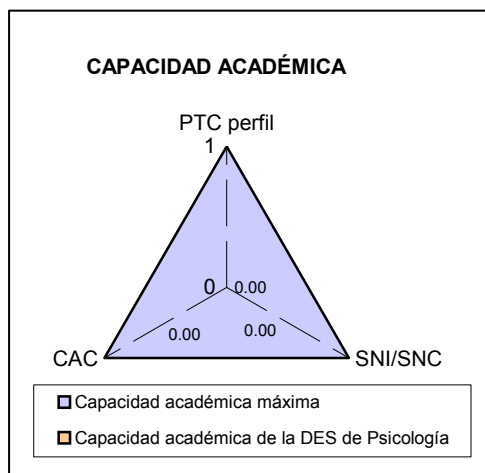 CAPACIDAD ACADÉMICA
PTC perfil
1
0 0.00
0.00 0.00
CAC SNI/SNC
Capacidad académica máxima
Capacidad académica de la DES de Psicología